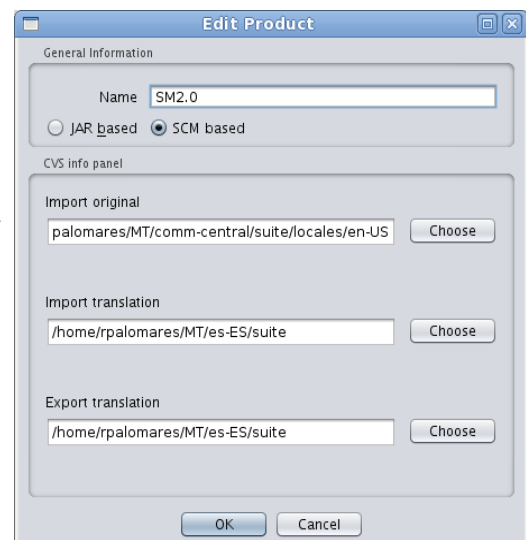 Edit Product
General Information
Name SM2.0
JAR based SCM based
CVS info panel
Import original
palomares/MT/comm-central/suite/locales/en-US Choose
Import translation
/home/rpalomares/MT/es-ES/suite Choose
Export translation
/home/rpalomares/MT/es-ES/suite Choose
OK Cancel